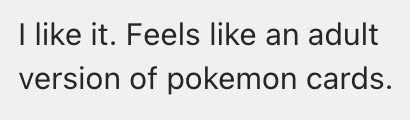 I like it. Feels like an adult
version of pokemon cards.